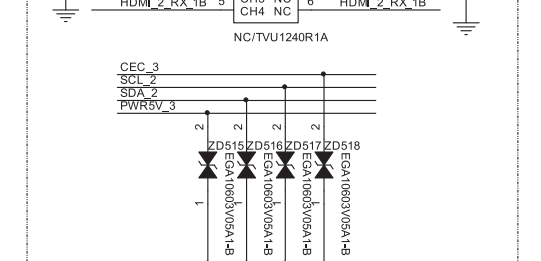 HDMI_2_RX_1B 5 CH3 NC 6 HDMI_2_RX_1B
CH4 NC
NC/TVU1240R1A
CEC_3
SCL_2
SDA_2
PWR5V_3
2 2 2 2
ZD515 ZD516 ZD517 ZD518
EGA10603V05A1-B EGA10603V05A1-B EGA10603V05A1-B EGA10603V05A1-B
1 1 1 1